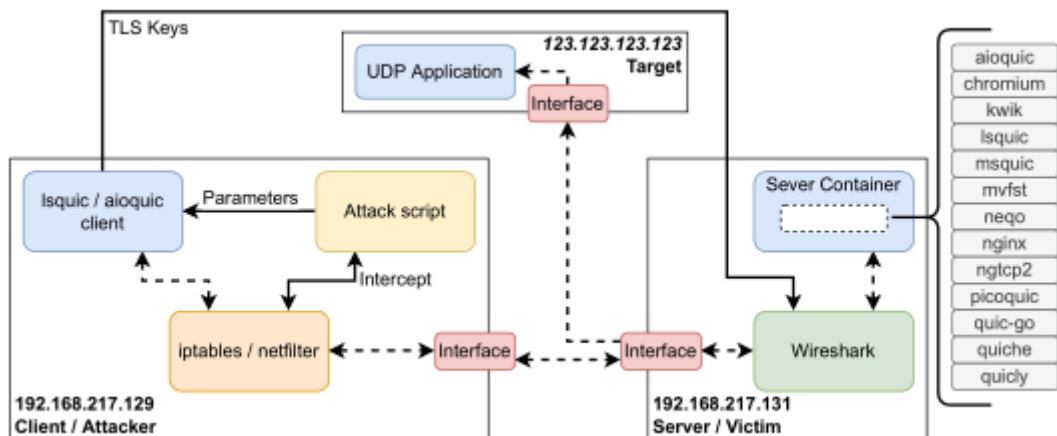 TLS Keys
123.123.123.123
Target
UDP Application
Interface
lsquic / aioquic
client
Parameters
Attack script
Intercept
iptables / netfilter
Interface
192.168.217.129
Client / Attacker
Interface
Sever Container
Wireshark
192.168.217.131
Server / Victim
aioquic
chromium
kwik
lsquic
msquic
mvfst
neqo
nginx
ngtcp2
picoquic
quic-go
quiche
quicly